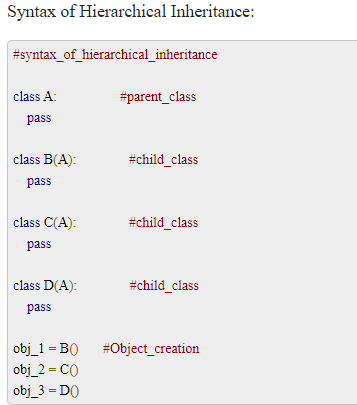 Syntax of Hierarchical Inheritance:
#syntax_of_hierarchical_inheritance
class A: #parent_class
pass
class B(A): #child_class
pass
class C(A): #child_class
pass
class D(A): #child_class
pass
obj_1 = B() #Object_creation
obj_2 = C()
obj_3 = D()